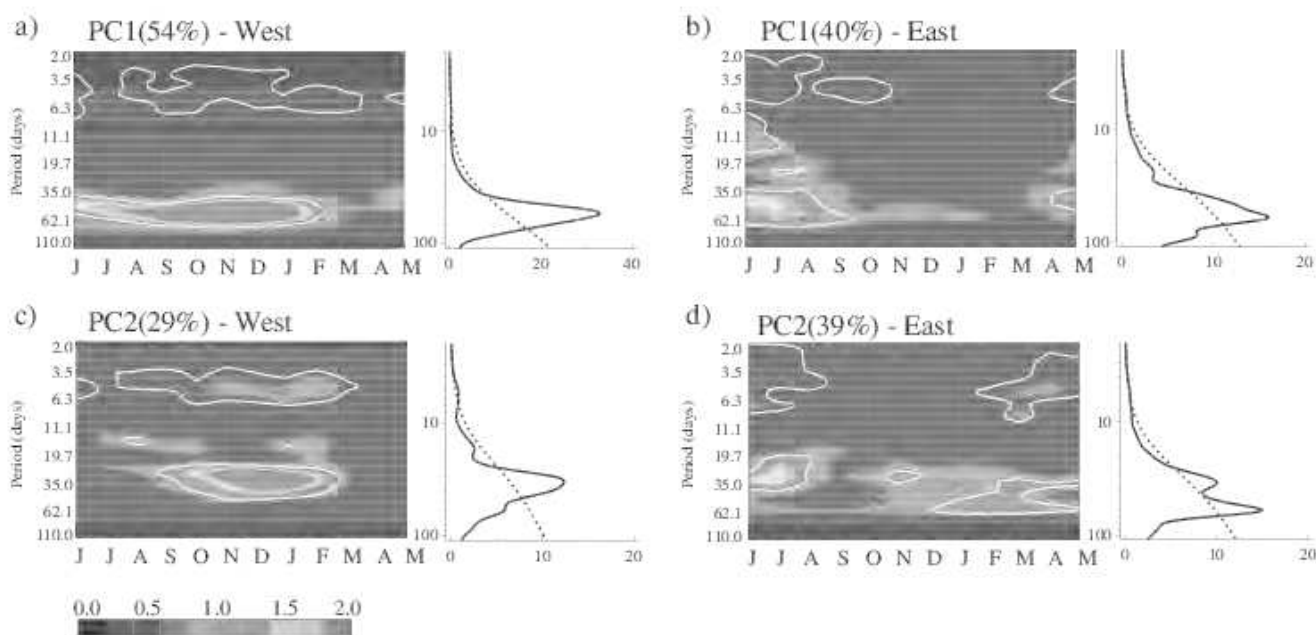 a) PC1(54%) - West
Period (days)
2.0
3.5
6.3
11.1
19.7
35.0
62.1
110.0
J J A S O N D J F M A M
10
100
0 20 40
b) PC1(40%) - East
Period (days)
2.0
3.5
6.3
11.1
19.7
35.0
62.1
110.0
J J A S O N D J F M A M
10
100
0 10 20
c) PC2(29%) - West
Period (days)
2.0
3.5
6.3
11.1
19.7
35.0
62.1
110.0
J J A S O N D J F M A M
10
100
0 10 20
d) PC2(39%) - East
Period (days)
2.0
3.5
6.3
11.1
19.7
35.0
62.1
110.0
J J A S O N D J F M A M
10
100
0 10 20
0.0 0.5 1.0 1.5 2.0